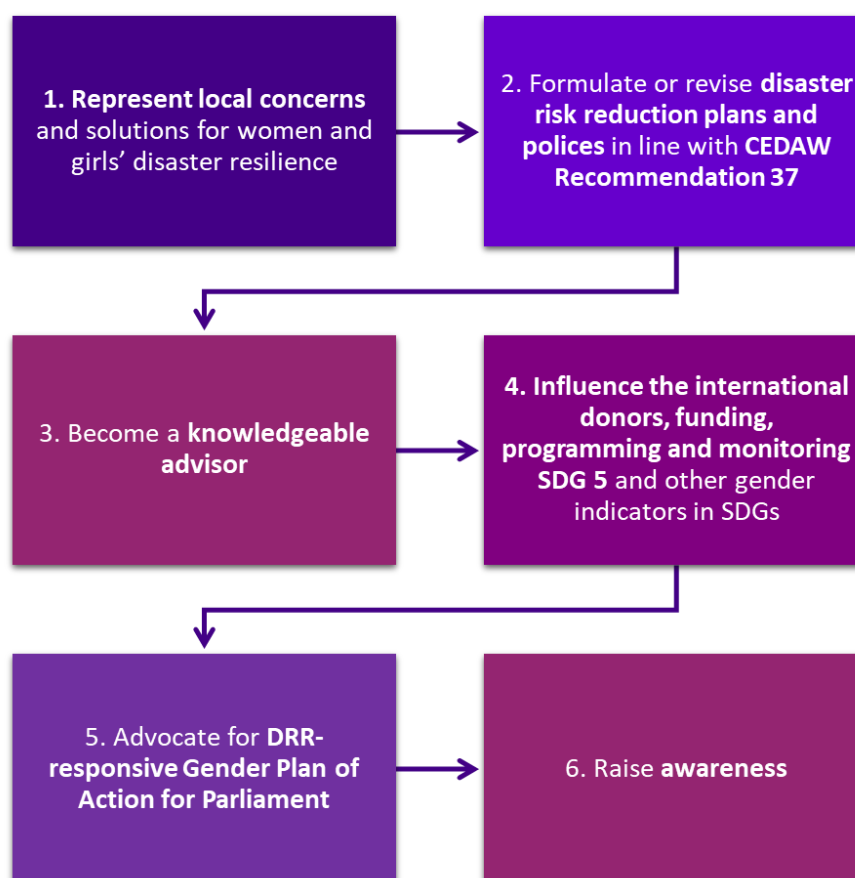 1. Represent local concerns
and solutions for women and
girls’ disaster resilience
2. Formulate or revise disaster
risk reduction plans and
polices in line with CEDAW
Recommendation 37
3. Become a knowledgeable
advisor
4. Influence the international
donors, funding,
programming and monitoring
SDG 5 and other gender
indicators in SDGs
5. Advocate for DRR-
responsive Gender Plan of
Action for Parliament
6. Raise awareness